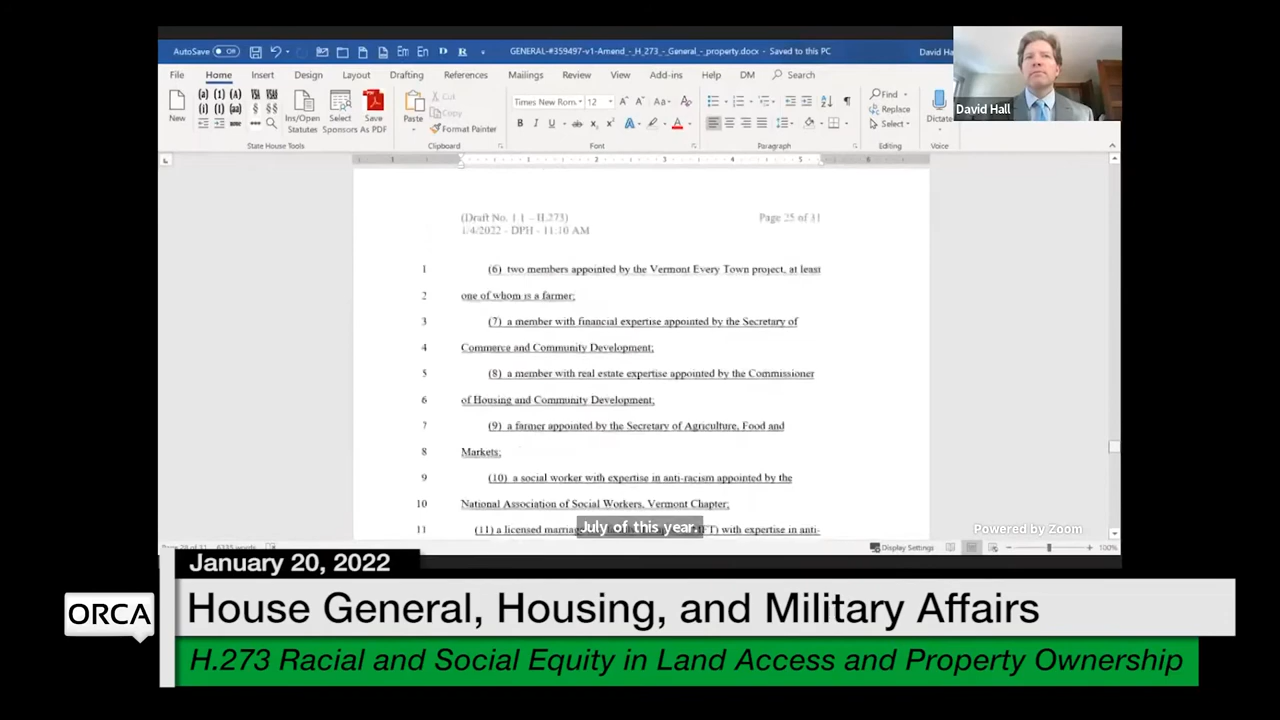 AutoSave Off
GENERAL-#359497-v1-Amend_-_H_273_-_General_-_property.docx - Saved to this PC
David Ha
File Home Insert Design Layout Drafting References Mailings Review View Add-ins Help DM Search
New
Ins/Open Statutes
Select Sponsors
Save As PDF
State House Tools
Paste
Cut
Copy
Format Painter
Clipboard
Times New Rom 12
Font
Paragraph
Find
Replace
Select
Editing
Dictate
Voice
David Hall
(Draft No. 1.1 - H.273)
Page 25 of 31
1/4/2022 - DPH - 11:10 AM
1 (6) two members appointed by the Vermont Every Town project, at least
2 one of whom is a farmer;
3 (7) a member with financial expertise appointed by the Secretary of
4 Commerce and Community Development;
5 (8) a member with real estate expertise appointed by the Commissioner
6 of Housing and Community Development;
7 (9) a farmer appointed by the Secretary of Agriculture, Food and
8 Markets;
9 (10) a social worker with expertise in anti-racism appointed by the
10 National Association of Social Workers, Vermont Chapter;
11 (11) a licensed marria
with expertise in anti-
July of this year.
Powered by Zoom
Display Settings
100%
January 20, 2022
ORCA
House General, Housing, and Military Affairs
H.273 Racial and Social Equity in Land Access and Property Ownership